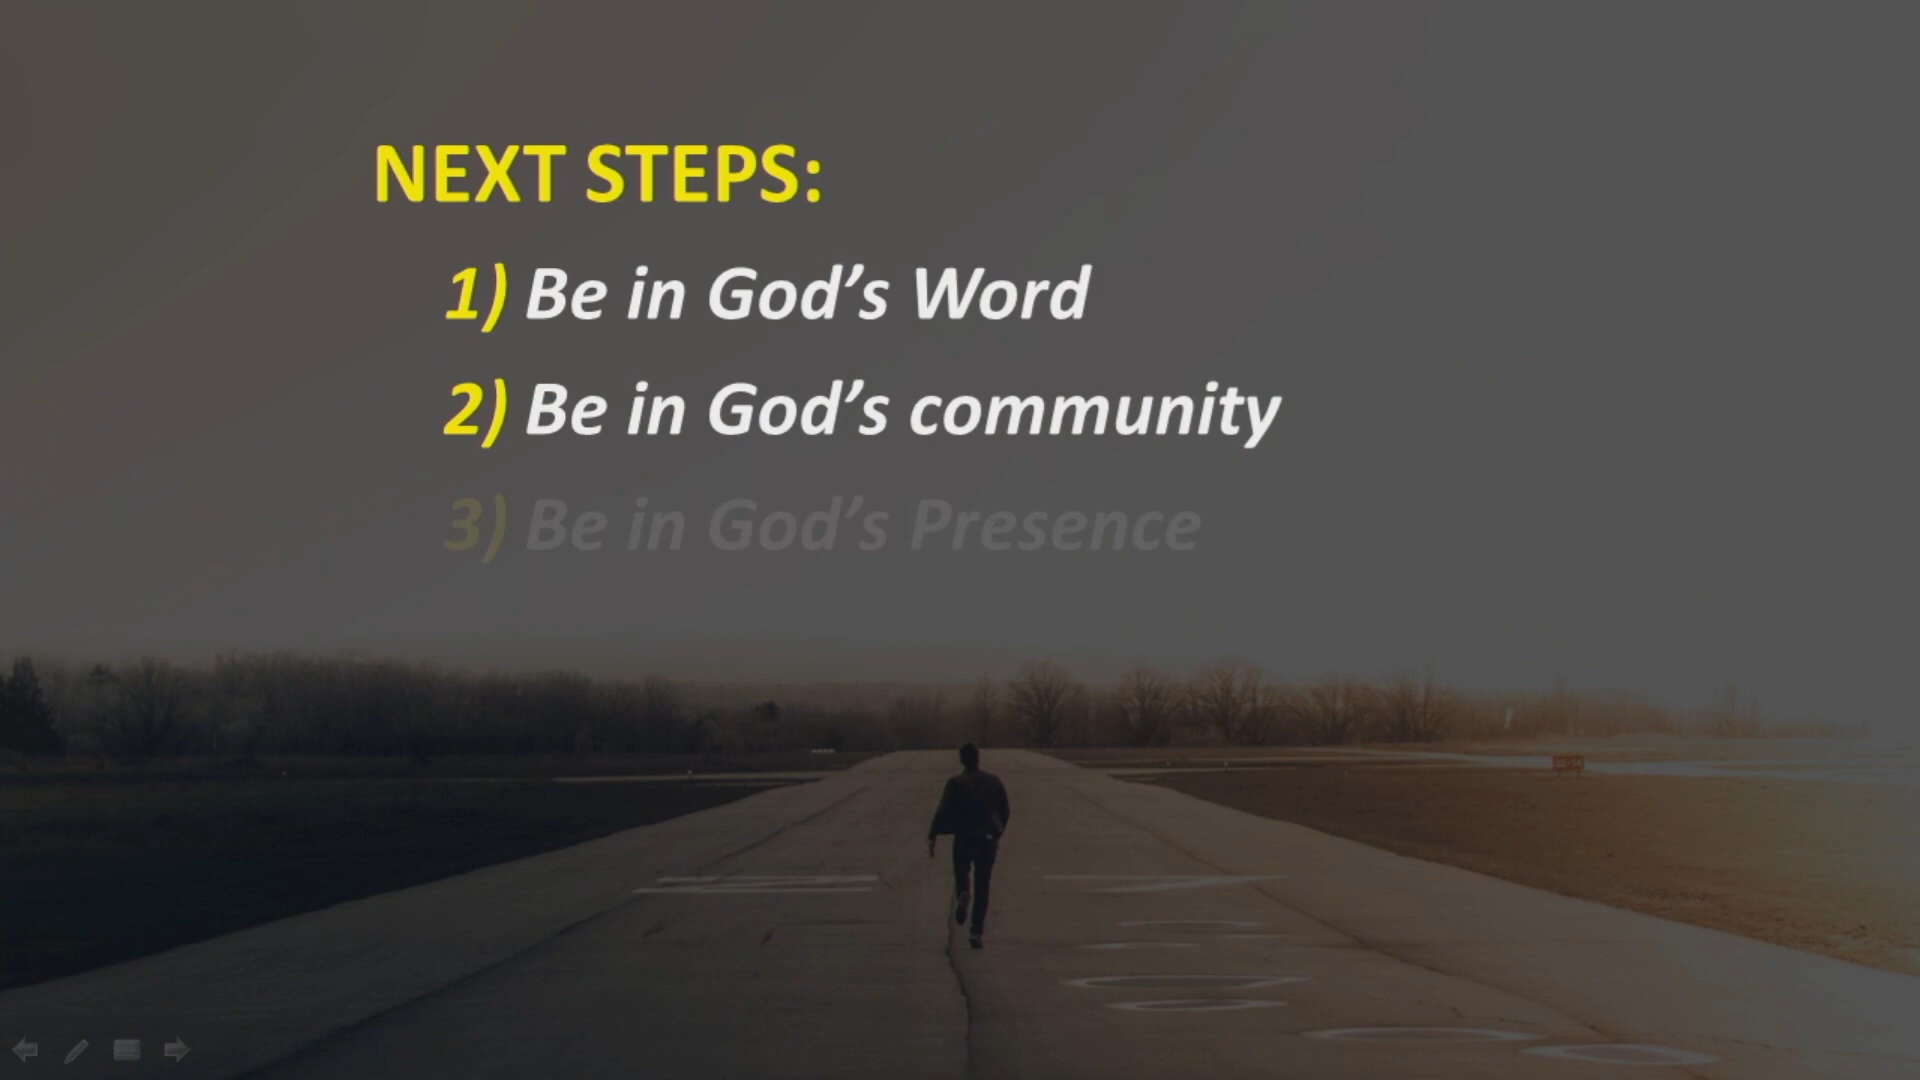 NEXT STEPS:
1) Be in God’s Word
2) Be in God’s community
3) Be in God’s Presence